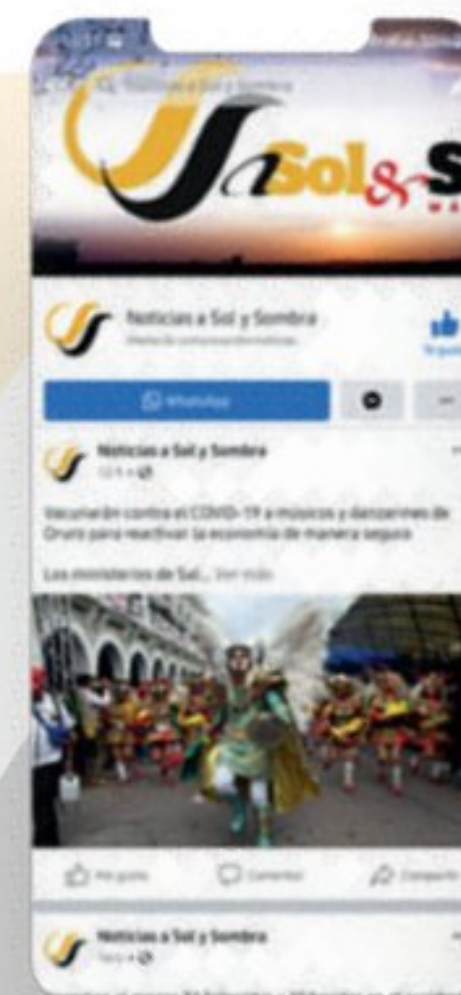 Noticias a Sol y Sombra
a Sol & S
Noticias a Sol y Sombra
WhatsApp
Noticias a Sol y Sombra
12 h
Vacunarán contra el COVID-19 a músicos y danzarines de
Oruro para reactivar la economía de manera segura
Los ministerios de Sal... Ver más
Me gusta
Comentar
Compartir
Noticias a Sol y Sombra